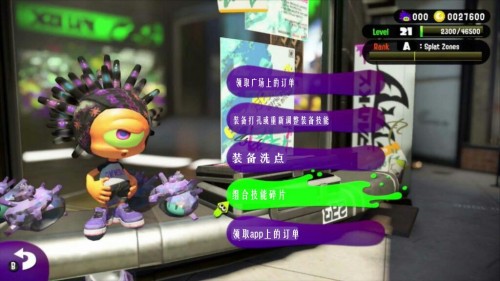 000 0027600
Level 21 2300/46500
Rank A : Splat Zones
领取广场上的订单
装备打孔或重新调整装备技能
装备洗点
组合技能碎片
领取app上的订单